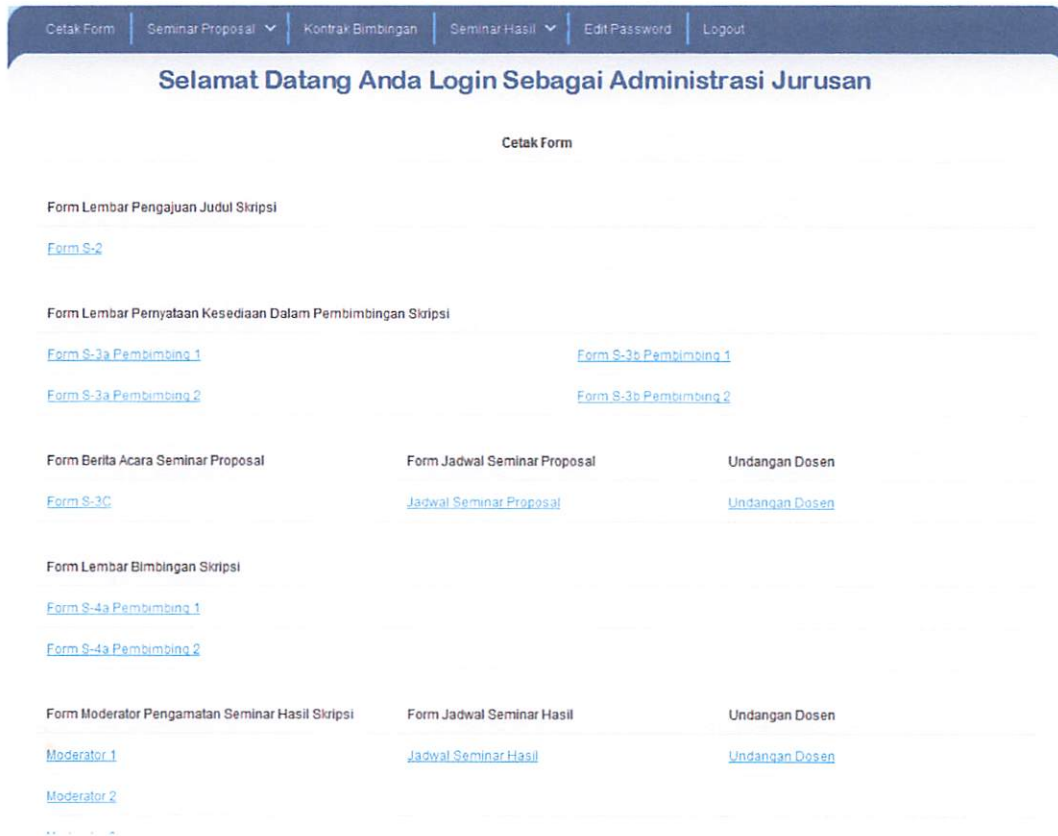 Cetak Form Seminar Proposal Kontrak Bimbingan Seminar Hasil Edit Password Logout
Selamat Datang Anda Login Sebagai Administrasi Jurusan
Cetak Form
Form Lembar Pengajuan Judul Skripsi
Form S-2
Form Lembar Pernyataan Kesediaan Dalam Pembimbingan Skripsi
Form S-3a Pembimbing 1 Form S-3b Pembimbing 1
Form S-3a Pembimbing 2 Form S-3b Pembimbing 2
Form Berita Acara Seminar Proposal Form Jadwal Seminar Proposal Undangan Dosen
Form S-3C Jadwal Seminar Proposal Undangan Dosen
Form Lembar Bimbingan Skripsi
Form S-4a Pembimbing 1
Form S-4a Pembimbing 2
Form Moderator Pengamatan Seminar Hasil Skripsi Form Jadwal Seminar Hasil Undangan Dosen
Moderator 1 Jadwal Seminar Hasil Undangan Dosen
Moderator 2